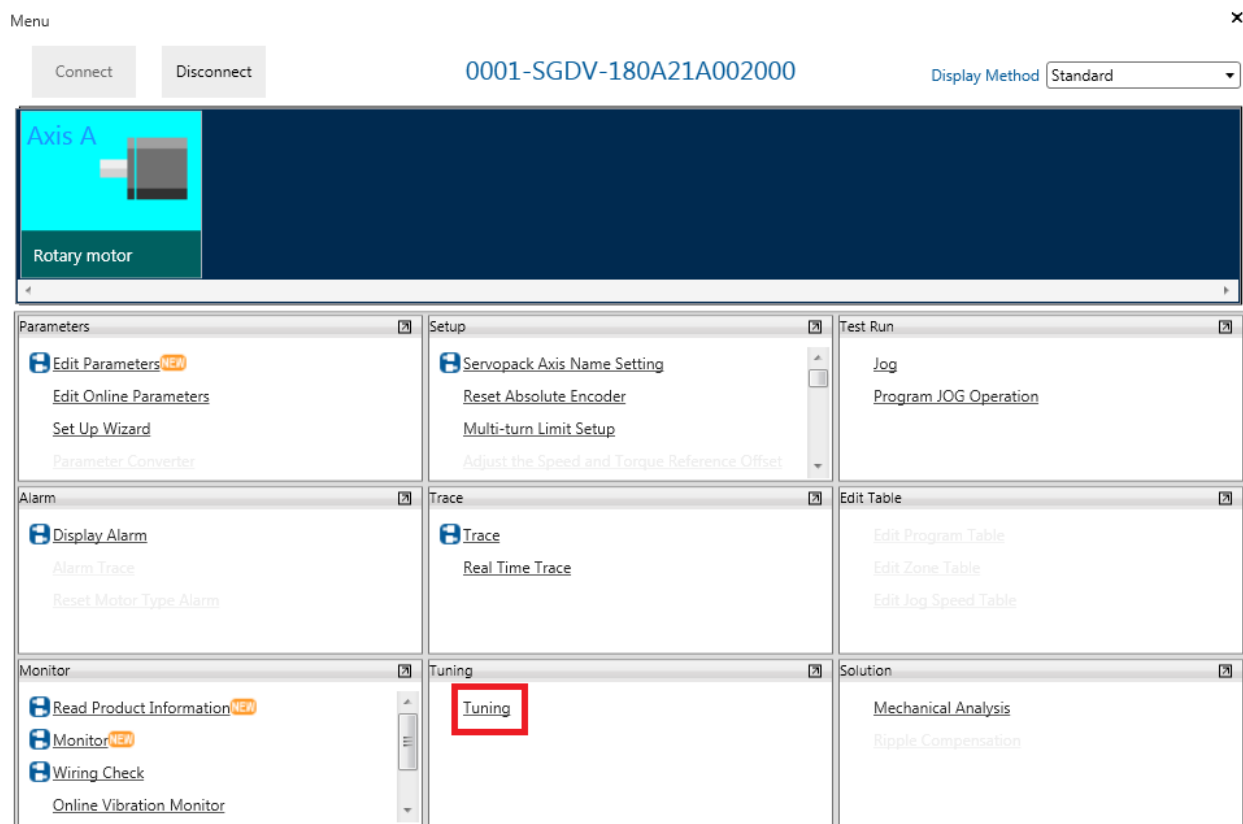 Menu
Connect
Disconnect
0001-SGDV-180A21A002000
Display Method
Standard
Axis A
Rotary motor
Parameters
Edit Parameters NEW
Edit Online Parameters
Set Up Wizard
Parameter Converter
Setup
Servopack Axis Name Setting
Reset Absolute Encoder
Multi-turn Limit Setup
Adjust the Speed and Torque Reference Offset
Test Run
Jog
Program JOG Operation
Alarm
Display Alarm
Alarm Trace
Reset Motor Type Alarm
Trace
Trace
Real Time Trace
Edit Table
Edit Program Table
Edit Zone Table
Edit Jog Speed Table
Monitor
Read Product Information NEW
Monitor NEW
Wiring Check
Online Vibration Monitor
Tuning
Tuning
Solution
Mechanical Analysis
Ripple Compensation